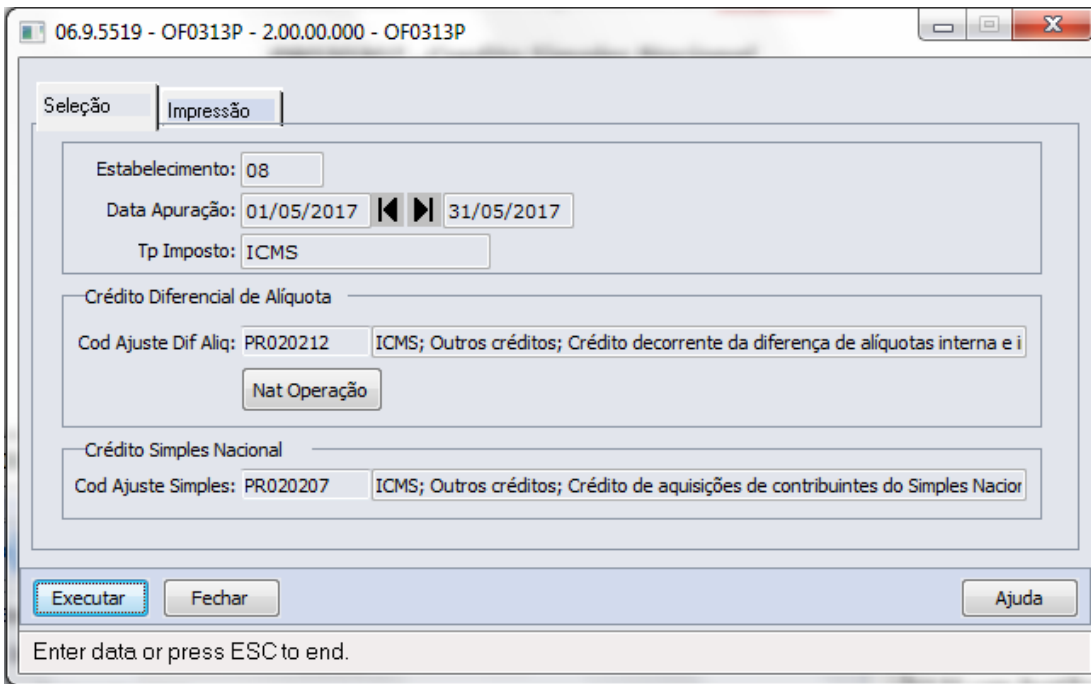 06.9.5519 - OF0313P - 2.00.00.000 - OF0313P
Seleção Impressão
Estabelecimento: 08
Data Apuração: 01/05/2017 31/05/2017
Tp Imposto: ICMS
Crédito Diferencial de Alíquota
Cod Ajuste Dif Aliq: PR020212 ICMS; Outros créditos; Crédito decorrente da diferença de alíquotas interna e i
Nat Operação
Crédito Simples Nacional
Cod Ajuste Simples: PR020207 ICMS; Outros créditos; Crédito de aquisições de contribuintes do Simples Nacior
Executar Fechar Ajuda
Enter data or press ESC to end.